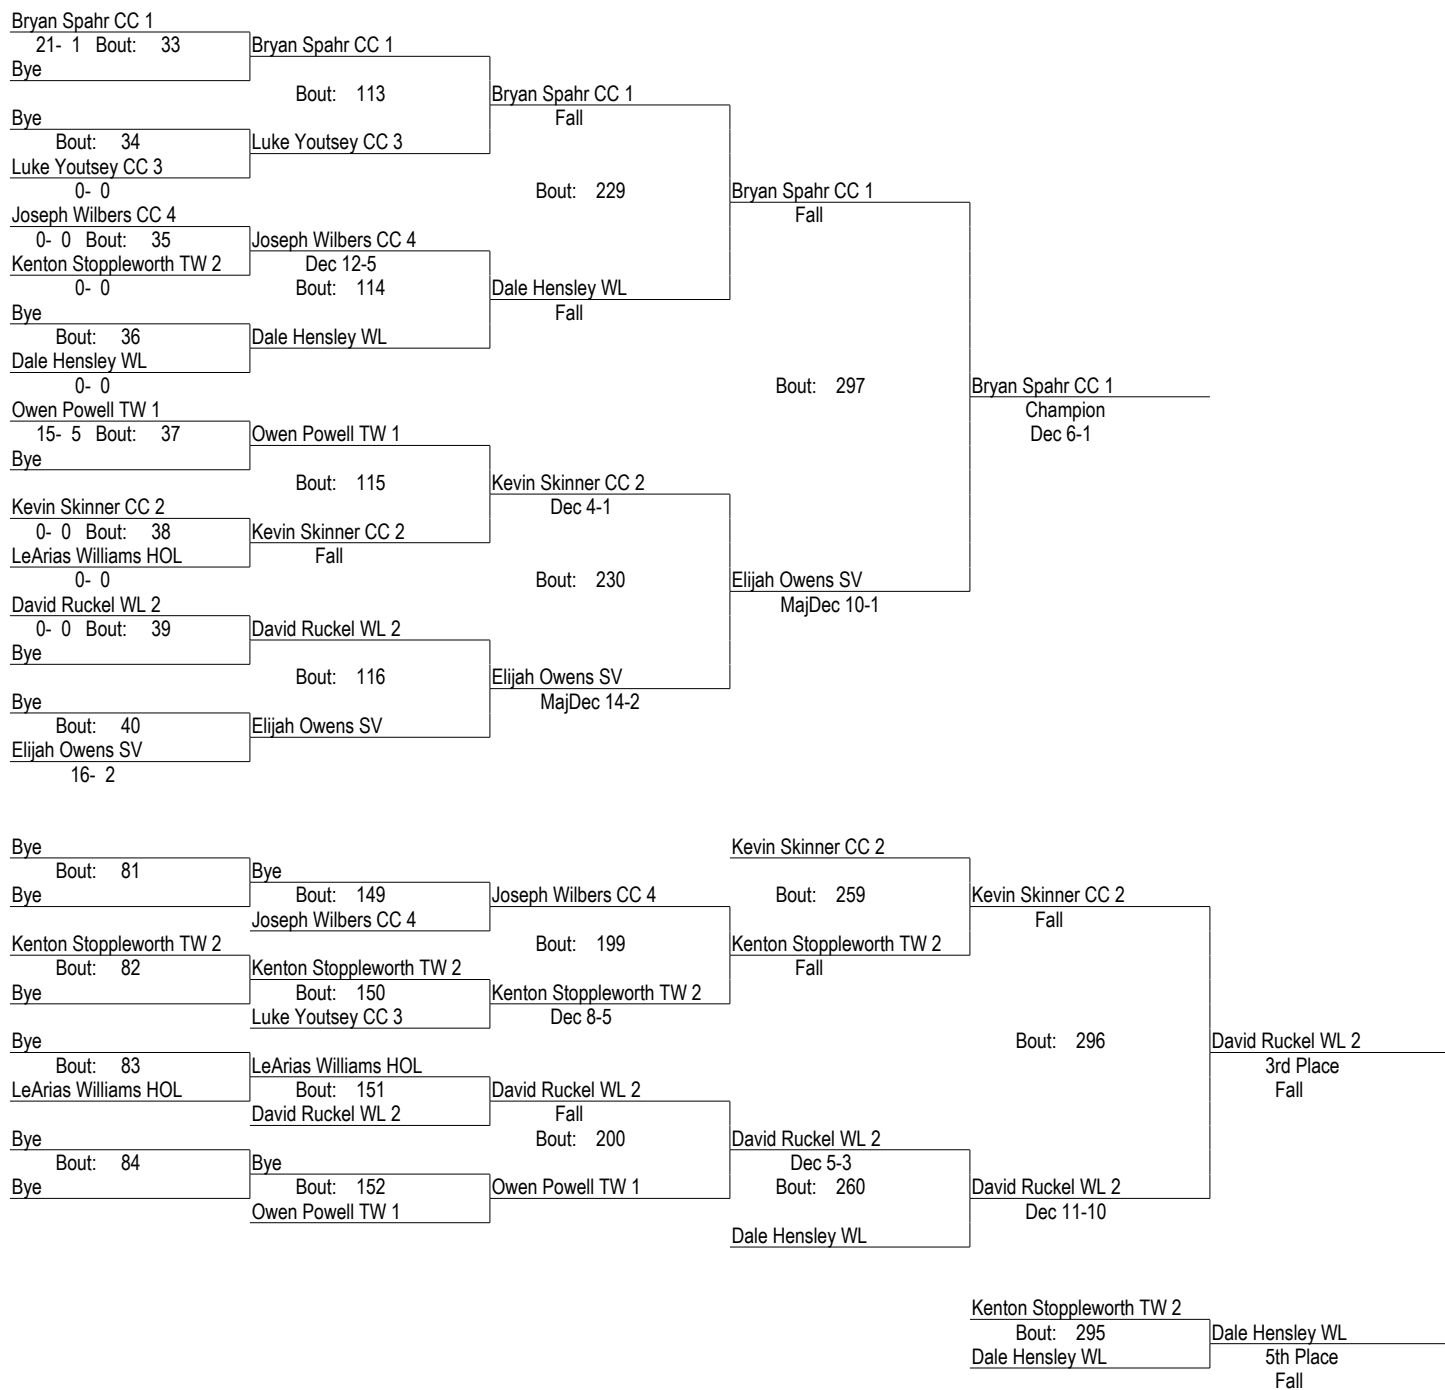 Bryan Spahr CC 1
21- 1 Bout: 33 Bryan Spahr CC 1
Bye
Bout: 113 Bryan Spahr CC 1
Bye Fall
Bout: 34 Luke Youtsey CC 3
Luke Youtsey CC 3
0- 0 Bout: 229 Bryan Spahr CC 1
Joseph Wilbers CC 4 Fall
0- 0 Bout: 35 Joseph Wilbers CC 4
Kenton Stoppleworth TW 2 Dec 12-5
0- 0 Bout: 114 Dale Hensley WL
Bye Fall
Bout: 36 Dale Hensley WL
Dale Hensley WL
0- 0 Bout: 297 Bryan Spahr CC 1
Owen Powell TW 1 Champion
15- 5 Bout: 37 Owen Powell TW 1 Dec 6-1
Bye
Bout: 115 Kevin Skinner CC 2
Kevin Skinner CC 2 Dec 4-1
0- 0 Bout: 38 Kevin Skinner CC 2
LeArias Williams HOL Fall
0- 0 Bout: 230 Elijah Owens SV
David Ruckel WL 2 MajDec 10-1
0- 0 Bout: 39 David Ruckel WL 2
Bye
Bout: 116 Elijah Owens SV
Bye MajDec 14-2
Bout: 40 Elijah Owens SV
Elijah Owens SV
16- 2
Bye Kevin Skinner CC 2
Bout: 81 Bye
Bye Bout: 149 Joseph Wilbers CC 4 Bout: 259 Kevin Skinner CC 2
Joseph Wilbers CC 4 Fall
Kenton Stoppleworth TW 2 Bout: 199 Kenton Stoppleworth TW 2
Bout: 82 Kenton Stoppleworth TW 2 Fall
Bye Bout: 150 Kenton Stoppleworth TW 2
Luke Youtsey CC 3 Dec 8-5
Bye Bout: 296 David Ruckel WL 2
Bout: 83 LeArias Williams HOL 3rd Place
LeArias Williams HOL Bout: 151 David Ruckel WL 2 Fall
David Ruckel WL 2 Fall
Bye Bout: 200 David Ruckel WL 2
Bout: 84 Bye Dec 5-3
Bye Bout: 152 Owen Powell TW 1 Bout: 260 David Ruckel WL 2
Owen Powell TW 1 Dec 11-10
Dale Hensley WL
Kenton Stoppleworth TW 2
Bout: 295 Dale Hensley WL
Dale Hensley WL 5th Place
Fall